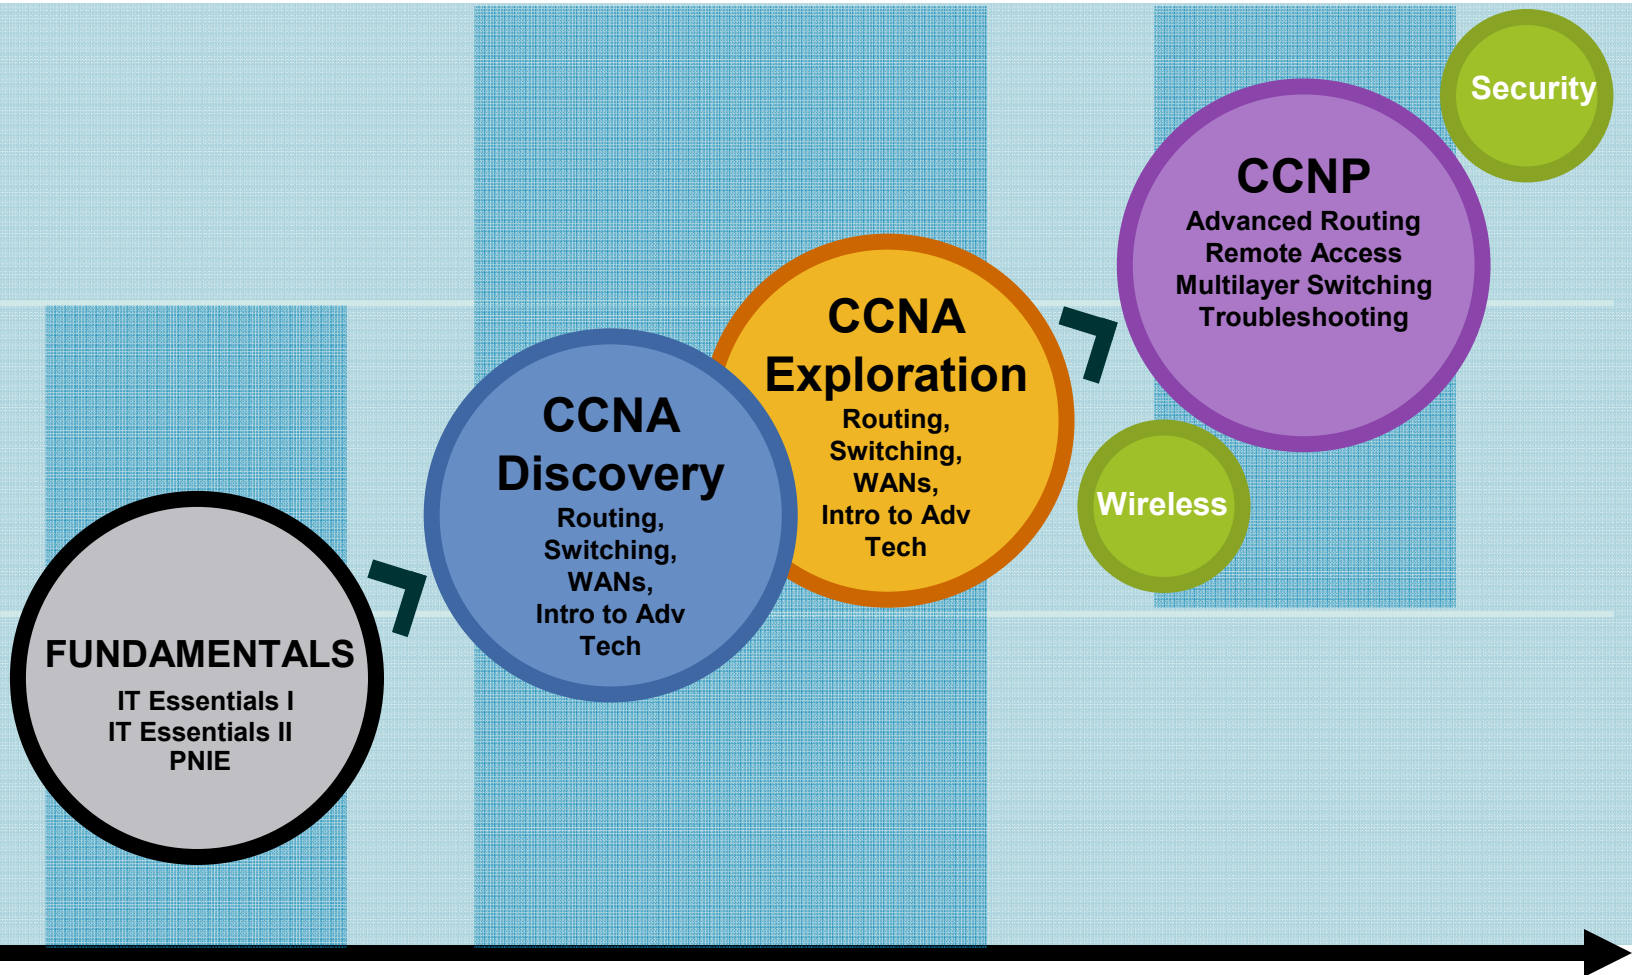 FUNDAMENTALS
IT Essentials I
IT Essentials II
PNIE
CCNA
Discovery
Routing,
Switching,
WANs,
Intro to Adv
Tech
CCNA
Exploration
Routing,
Switching,
WANs,
Intro to Adv
Tech
CCNP
Advanced Routing
Remote Access
Multilayer Switching
Troubleshooting
Security
Wireless